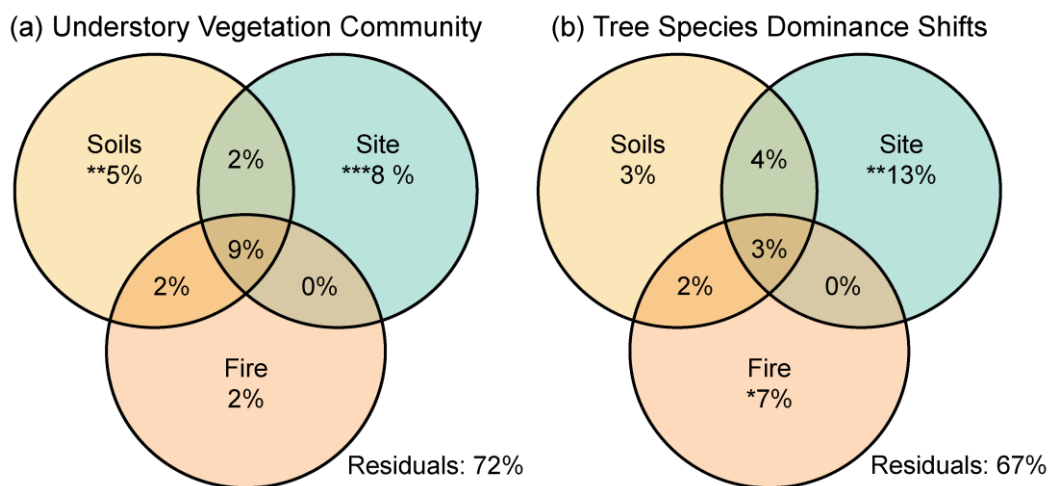 (a) Understory Vegetation Community
Soils
**5%
2%
Site
***8 %
9%
2%
0%
Fire
2%
Residuals: 72%
(b) Tree Species Dominance Shifts
Soils
3%
4%
Site
**13%
3%
2%
0%
Fire
*7%
Residuals: 67%